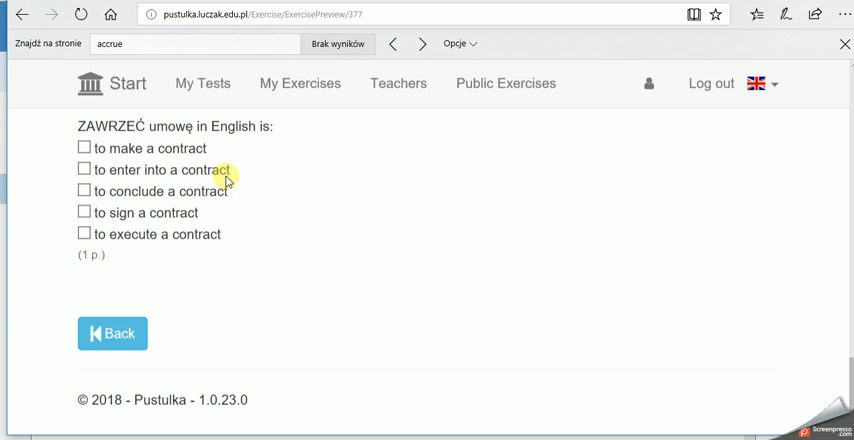 pustulka.luczak.edu.pl/Exercise/ExercisePreview/377
Znajdź na stronie accrue Brak wyników Opcje
Start My Tests My Exercises Teachers Public Exercises Log out
ZAWRZEĆ umowę in English is:
to make a contract
to enter into a contract
to conclude a contract
to sign a contract
to execute a contract
(1 p.)
Back
© 2018 - Pustulka - 1.0.23.0
Screenpresso
.com